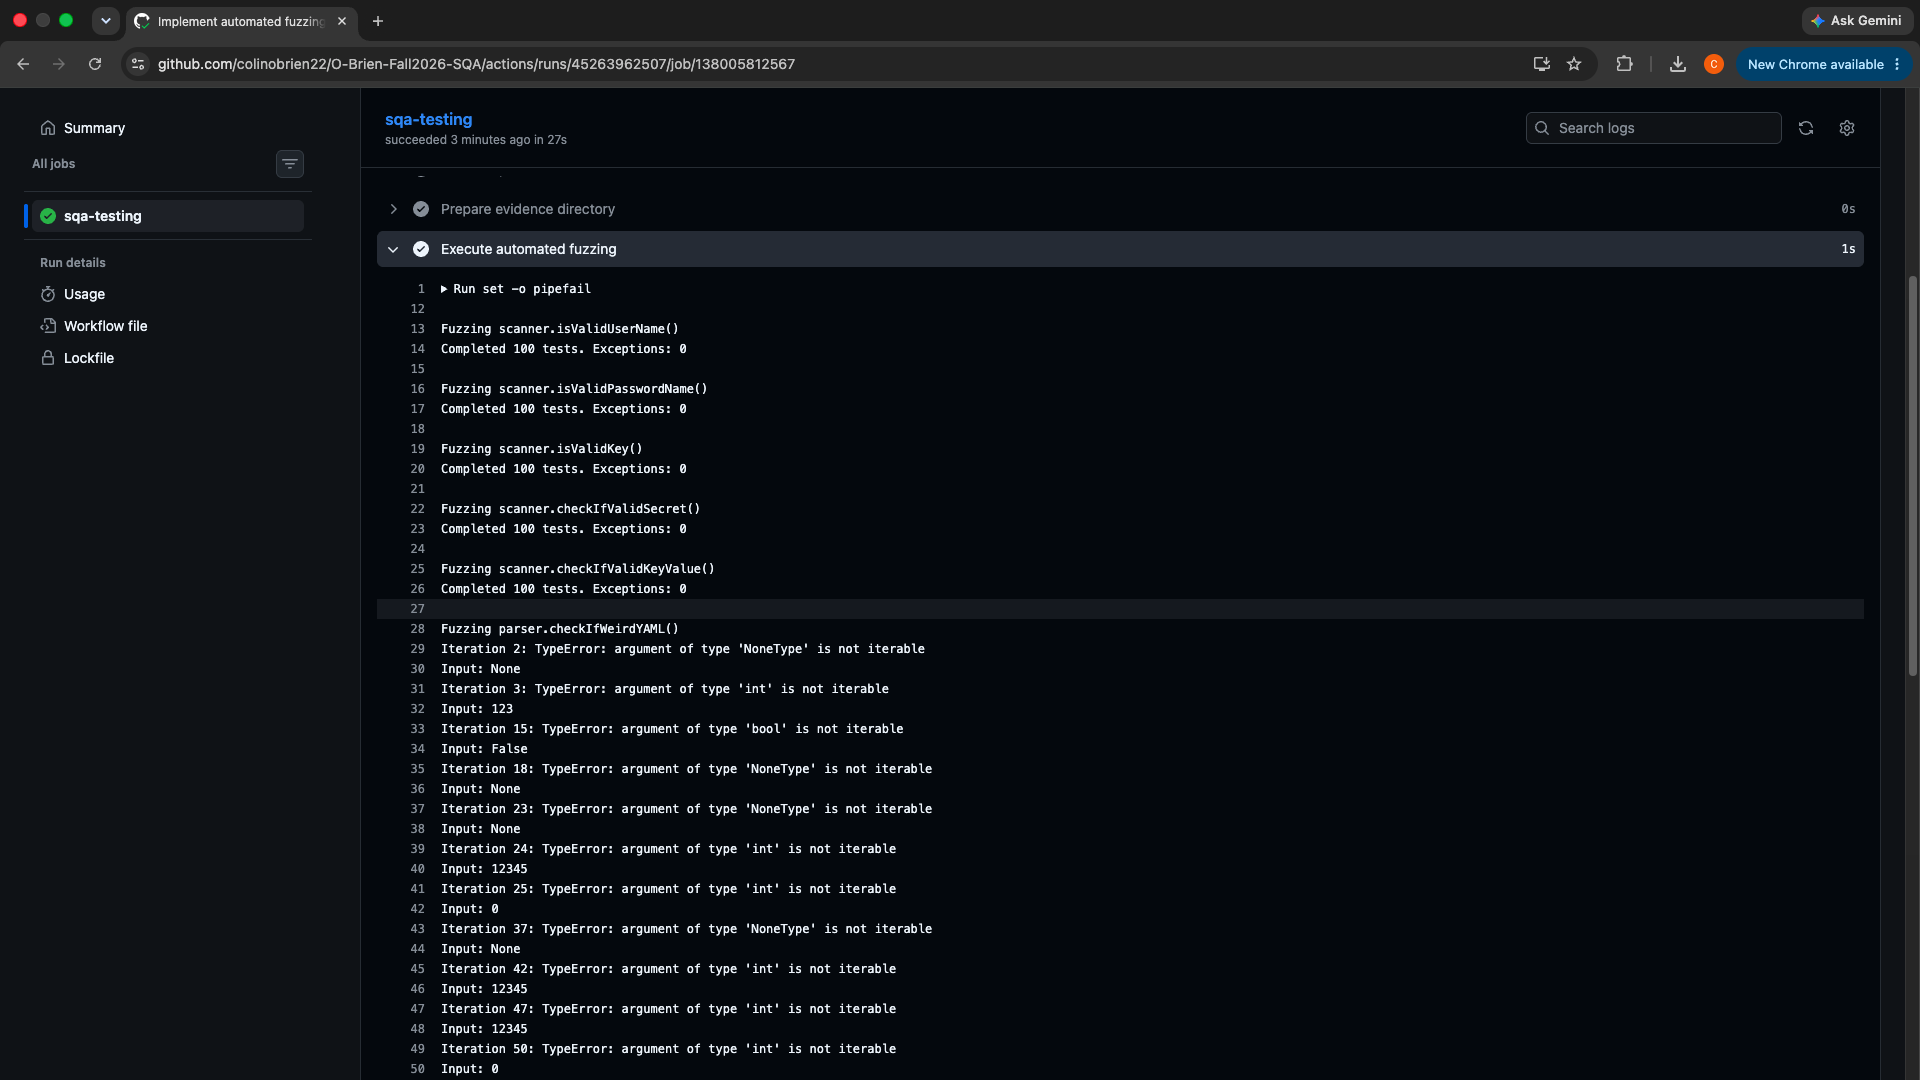 Implement automated fuzzing
Ask Gemini
github.com/colinobrien22/O-Brien-Fall2026-SQA/actions/runs/45263962507/job/138005812567
C
New Chrome available
Summary
All jobs
sqa-testing
Run details
Usage
Workflow file
Lockfile
sqa-testing
succeeded 3 minutes ago in 27s
Search logs
Prepare evidence directory
0s
Execute automated fuzzing
1s
1 Run set -o pipefail
12
13 Fuzzing scanner.isValidUserName()
14 Completed 100 tests. Exceptions: 0
15
16 Fuzzing scanner.isValidPasswordName()
17 Completed 100 tests. Exceptions: 0
18
19 Fuzzing scanner.isValidKey()
20 Completed 100 tests. Exceptions: 0
21
22 Fuzzing scanner.checkIfValidSecret()
23 Completed 100 tests. Exceptions: 0
24
25 Fuzzing scanner.checkIfValidKeyValue()
26 Completed 100 tests. Exceptions: 0
27
28 Fuzzing parser.checkIfWeirdYAML()
29 Iteration 2: TypeError: argument of type 'NoneType' is not iterable
30 Input: None
31 Iteration 3: TypeError: argument of type 'int' is not iterable
32 Input: 123
33 Iteration 15: TypeError: argument of type 'bool' is not iterable
34 Input: False
35 Iteration 18: TypeError: argument of type 'NoneType' is not iterable
36 Input: None
37 Iteration 23: TypeError: argument of type 'NoneType' is not iterable
38 Input: None
39 Iteration 24: TypeError: argument of type 'int' is not iterable
40 Input: 12345
41 Iteration 25: TypeError: argument of type 'int' is not iterable
42 Input: 0
43 Iteration 37: TypeError: argument of type 'NoneType' is not iterable
44 Input: None
45 Iteration 42: TypeError: argument of type 'int' is not iterable
46 Input: 12345
47 Iteration 47: TypeError: argument of type 'int' is not iterable
48 Input: 12345
49 Iteration 50: TypeError: argument of type 'int' is not iterable
50 Input: 0